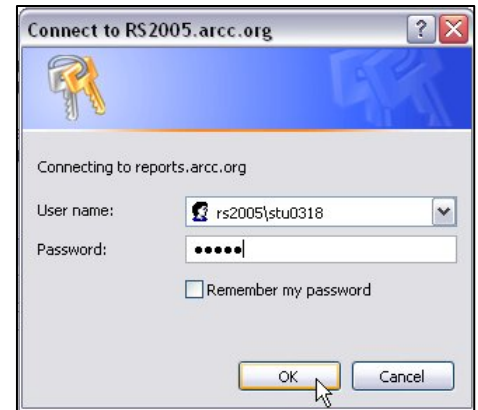 Connect to RS2005.arcc.org
Connecting to reports.arcc.org
User name: rs2005\stu0318
Password: •••••
Remember my password
OK Cancel